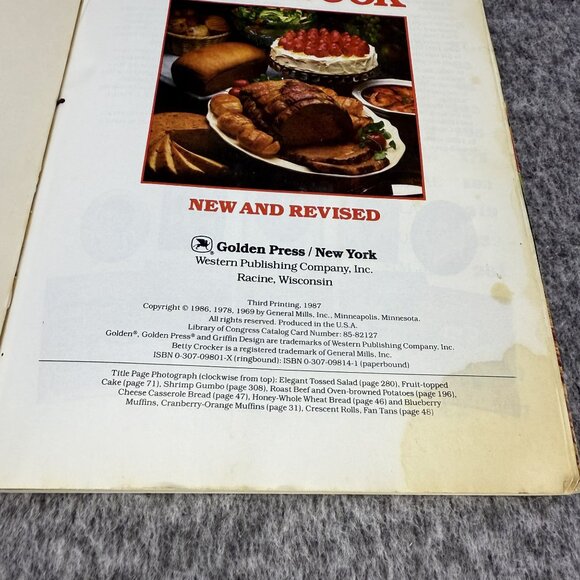 NEW AND REVISED
Golden Press / New York
Western Publishing Company, Inc.
Racine, Wisconsin
Third Printing, 1987
Copyright © 1986, 1978, 1969 by General Mills, Inc., Minneapolis, Minnesota.
All rights reserved. Produced in the U.S.A.
Library of Congress Catalog Card Number: 85-82127
Golden®, Golden Press® and Griffin Design are trademarks of Western Publishing Company, Inc.
Betty Crocker is a registered trademark of General Mills, Inc.
ISBN 0-307-09801-X (ringbound): ISBN 0-307-09814-1 (paperbound)
Title Page Photograph (clockwise from top): Elegant Tossed Salad (page 280), Fruit-topped
Cake (page 71), Shrimp Gumbo (page 308), Roast Beef and Oven-browned Potatoes (page 196),
Cheese Casserole Bread (page 47), Honey-Whole Wheat Bread (page 46) and Blueberry
Muffins, Cranberry-Orange Muffins (page 31), Crescent Rolls, Fan Tans (page 48)